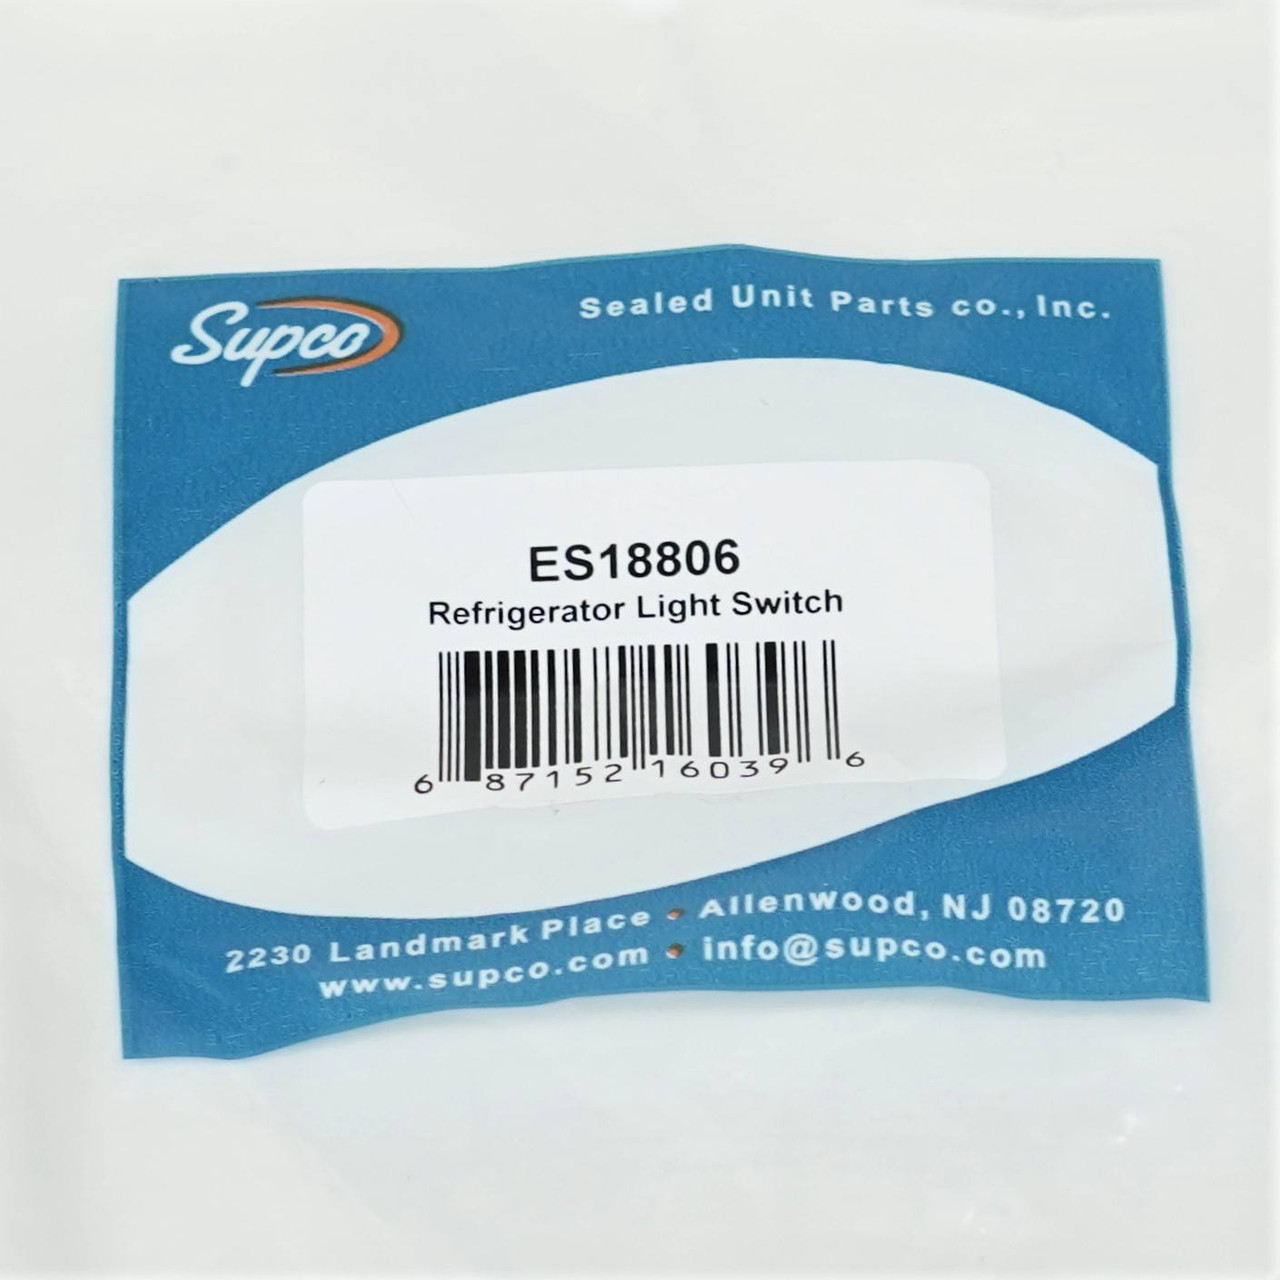 Supco
Sealed Unit Parts co., Inc.
ES18806
Refrigerator Light Switch
6 87152 16039 6
2230 Landmark Place • Allenwood, NJ 08720
www.supco.com • info@supco.com